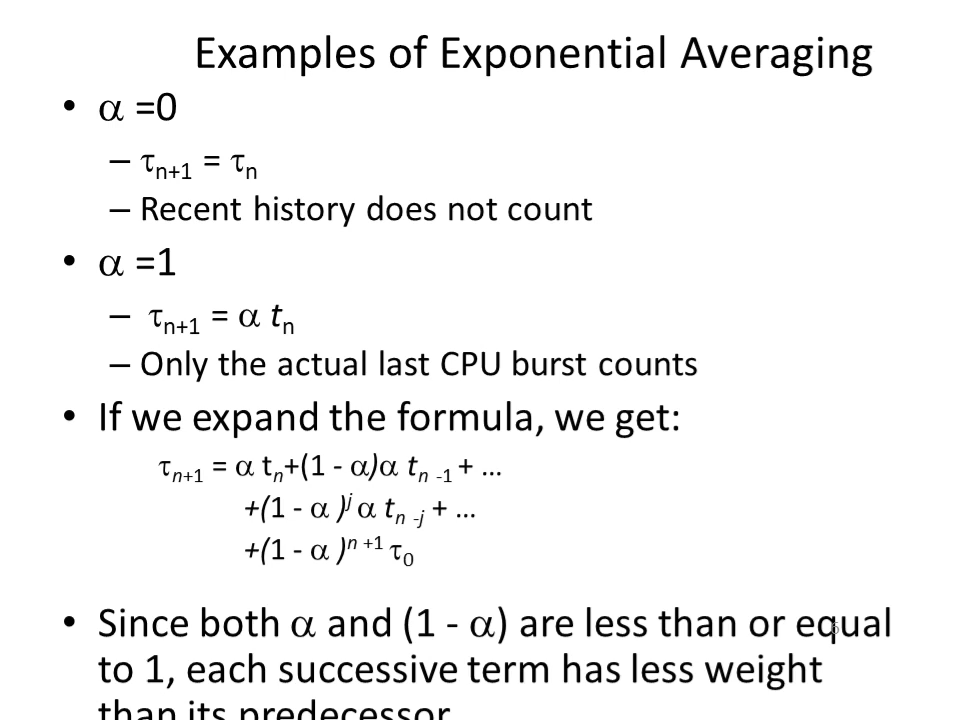 Examples of Exponential Averaging
• α =0
– τn+1 = τn
– Recent history does not count
• α =1
– τn+1 = α tn
– Only the actual last CPU burst counts
• If we expand the formula, we get:
τn+1 = α tn+(1 - α)α tn -1 + …
+(1 - α )j α tn -j + …
+(1 - α )n +1 τ0
• Since both α and (1 - α) are less than or equal
to 1, each successive term has less weight
than its predecessor